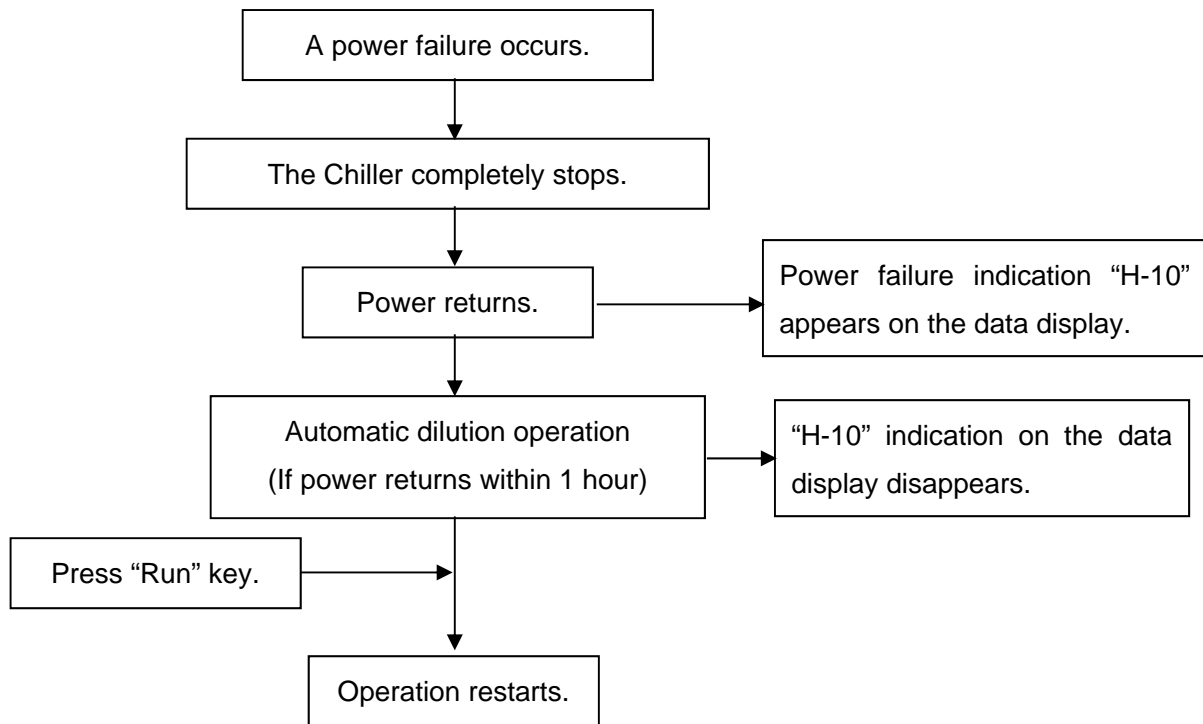 A power failure occurs.
The Chiller completely stops.
Power returns.
Power failure indication “H-10”
appears on the data display.
Automatic dilution operation
(If power returns within 1 hour)
“H-10” indication on the data
display disappears.
Press “Run” key.
Operation restarts.